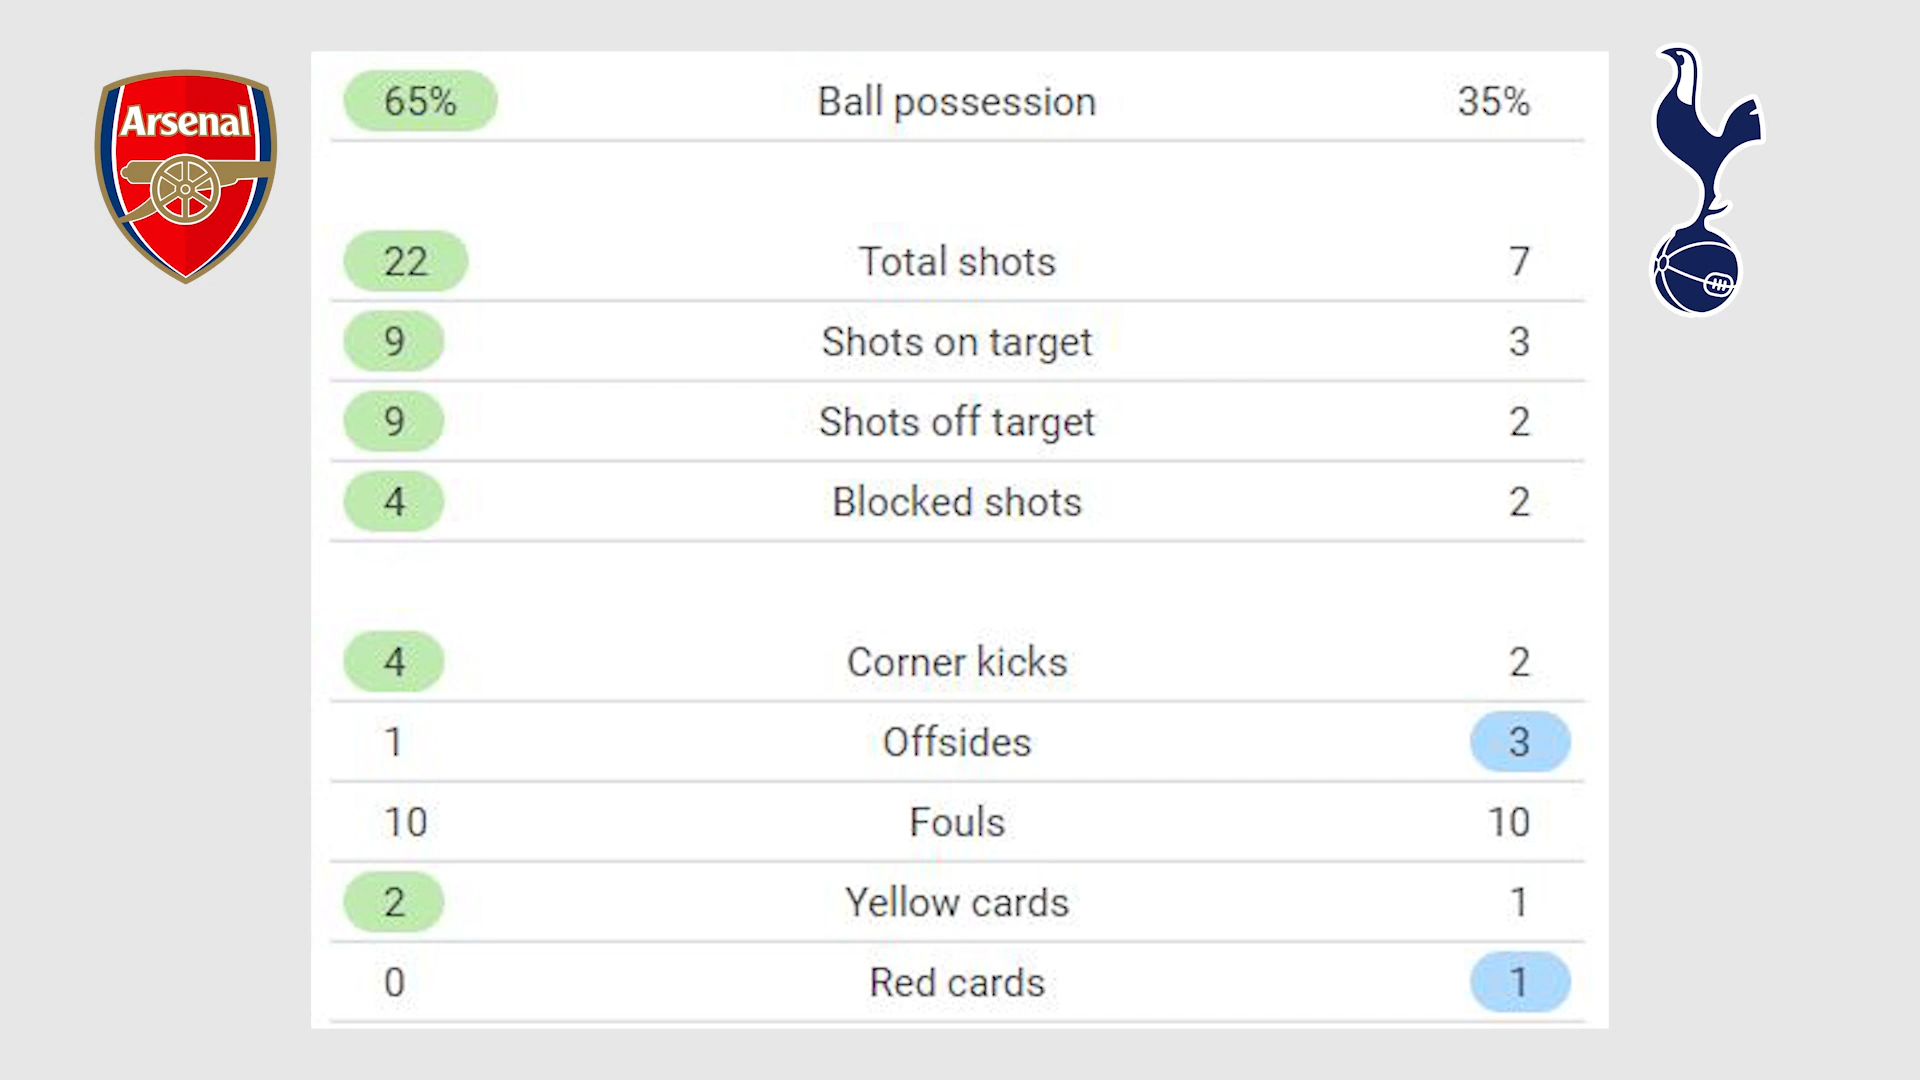 Arsenal
65% Ball possession 35%
22 Total shots 7
9 Shots on target 3
9 Shots off target 2
4 Blocked shots 2
4 Corner kicks 2
1 Offsides 3
10 Fouls 10
2 Yellow cards 1
0 Red cards 1